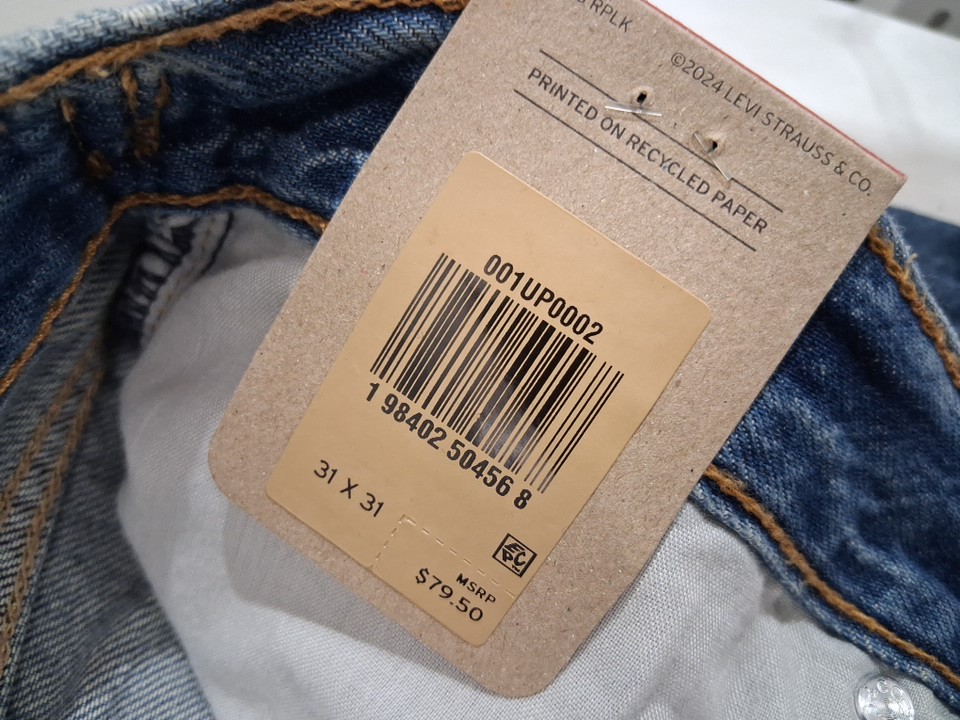 RPLK
©2024 LEVI STRAUSS & CO.
PRINTED ON RECYCLED PAPER
001UP0002
1 98402 50456 8
31 X 31
EPC
MSRP
$79.50